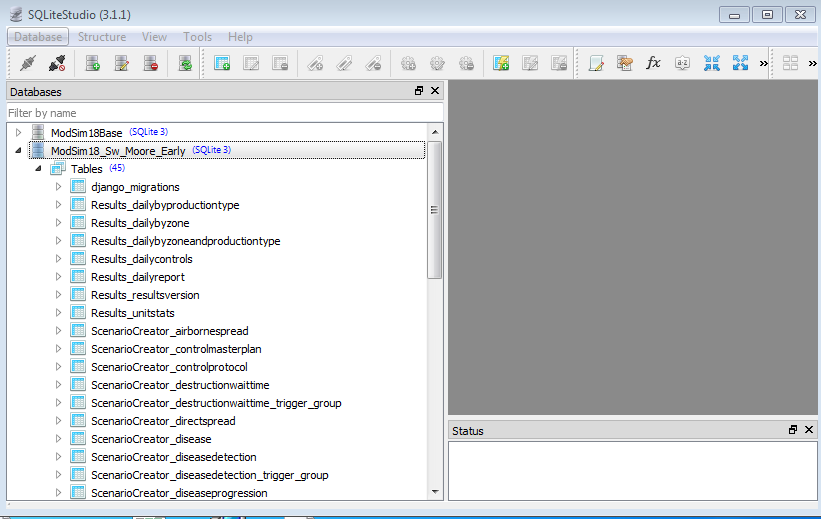 SQLiteStudio (3.1.1)
Database Structure View Tools Help
Databases
Filter by name
ModSim18Base (SQLite 3)
ModSim18_Sw_Moore_Early (SQLite 3)
Tables (45)
django_migrations
Results_dailybyproductiontype
Results_dailybyzone
Results_dailybyzoneandproductiontype
Results_dailycontrols
Results_dailyreport
Results_resultsversion
Results_unitstats
ScenarioCreator_airbornespread
ScenarioCreator_controlmasterplan
ScenarioCreator_controlprotocol
ScenarioCreator_destructionwaittime
ScenarioCreator_destructionwaittime_trigger_group
ScenarioCreator_directspread
ScenarioCreator_disease
ScenarioCreator_diseasedetection
ScenarioCreator_diseasedetection_trigger_group
ScenarioCreator_diseaseprogression
Status